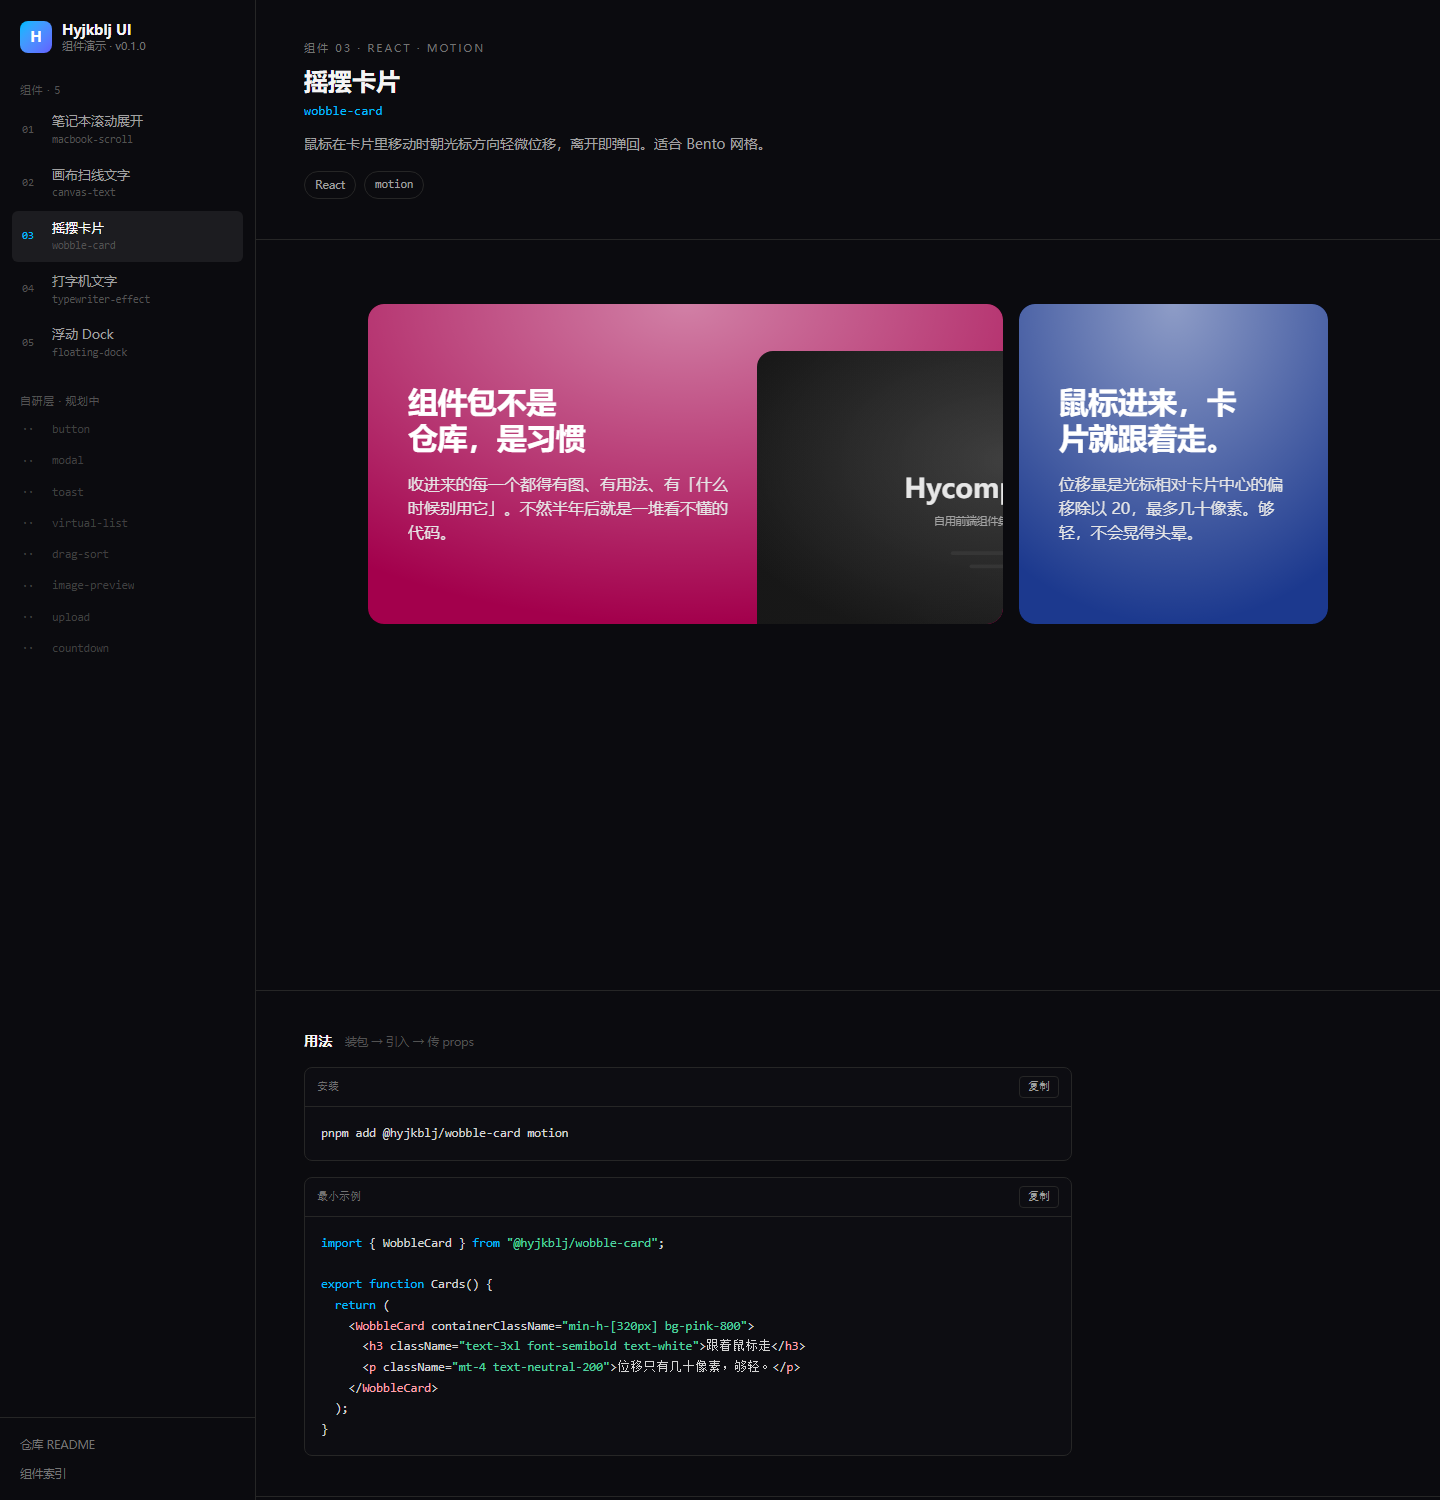 H
Hyjkblj UI
组件演示 · v0.1.0
组件 · 5
01
笔记本滚动展开
macbook-scroll
02
画布扫线文字
canvas-text
03
摇摆卡片
wobble-card
04
打字机文字
typewriter-effect
05
浮动 Dock
floating-dock
自研层 · 规划中
·· button
·· modal
·· toast
·· virtual-list
·· drag-sort
·· image-preview
·· upload
·· countdown
仓库 README
组件索引
组件 03 · REACT · MOTION
摇摆卡片
wobble-card
鼠标在卡片里移动时朝光标方向轻微位移，离开即弹回。适合 Bento 网格。
React
motion
组件包不是
仓库，是习惯
收进来的每一个都得有图、有用法、有「什么
时候别用它」。不然半年后就是一堆看不懂的
代码。
Hycomp
自用前端组件集
鼠标进来，卡
片就跟着走。
位移量是光标相对卡片中心的偏
移除以 20，最多几十像素。够
轻，不会晃得头晕。
用法 装包 → 引入 → 传 props
安装
复制
pnpm add @hyjkblj/wobble-card motion
最小示例
复制
import { WobbleCard } from "@hyjkblj/wobble-card";
export function Cards() {
return (
<WobbleCard containerClassName="min-h-[320px] bg-pink-800">
<h3 className="text-3xl font-semibold text-white">跟着鼠标走</h3>
<p className="mt-4 text-neutral-200">位移只有几十像素，够轻。</p>
</WobbleCard>
);
}